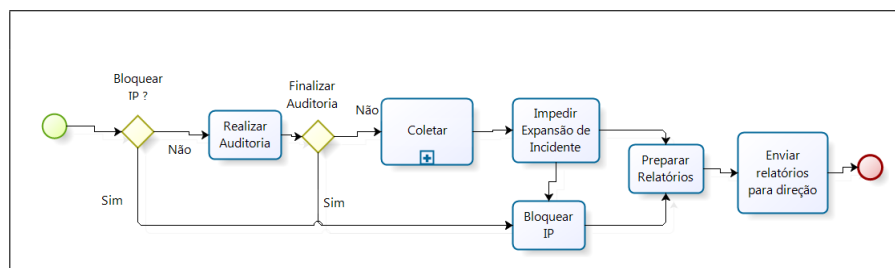 Bloquear
IP ?
Não
Sim
Realizar
Auditoria
Finalizar
Auditoria
Não
Sim
Coletar
Impedir
Expansão de
Incidente
Bloquear
IP
Preparar
Relatórios
Enviar
relatórios
para direção